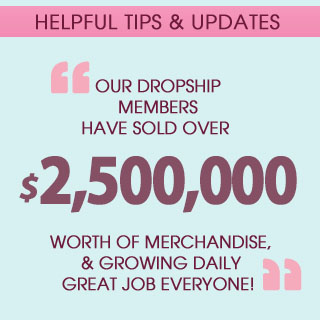 HELPFUL TIPS & UPDATES
“OUR DROPSHIP
MEMBERS
HAVE SOLD OVER
$2,500,000
WORTH OF MERCHANDISE,
& GROWING DAILY
GREAT JOB EVERYONE!”